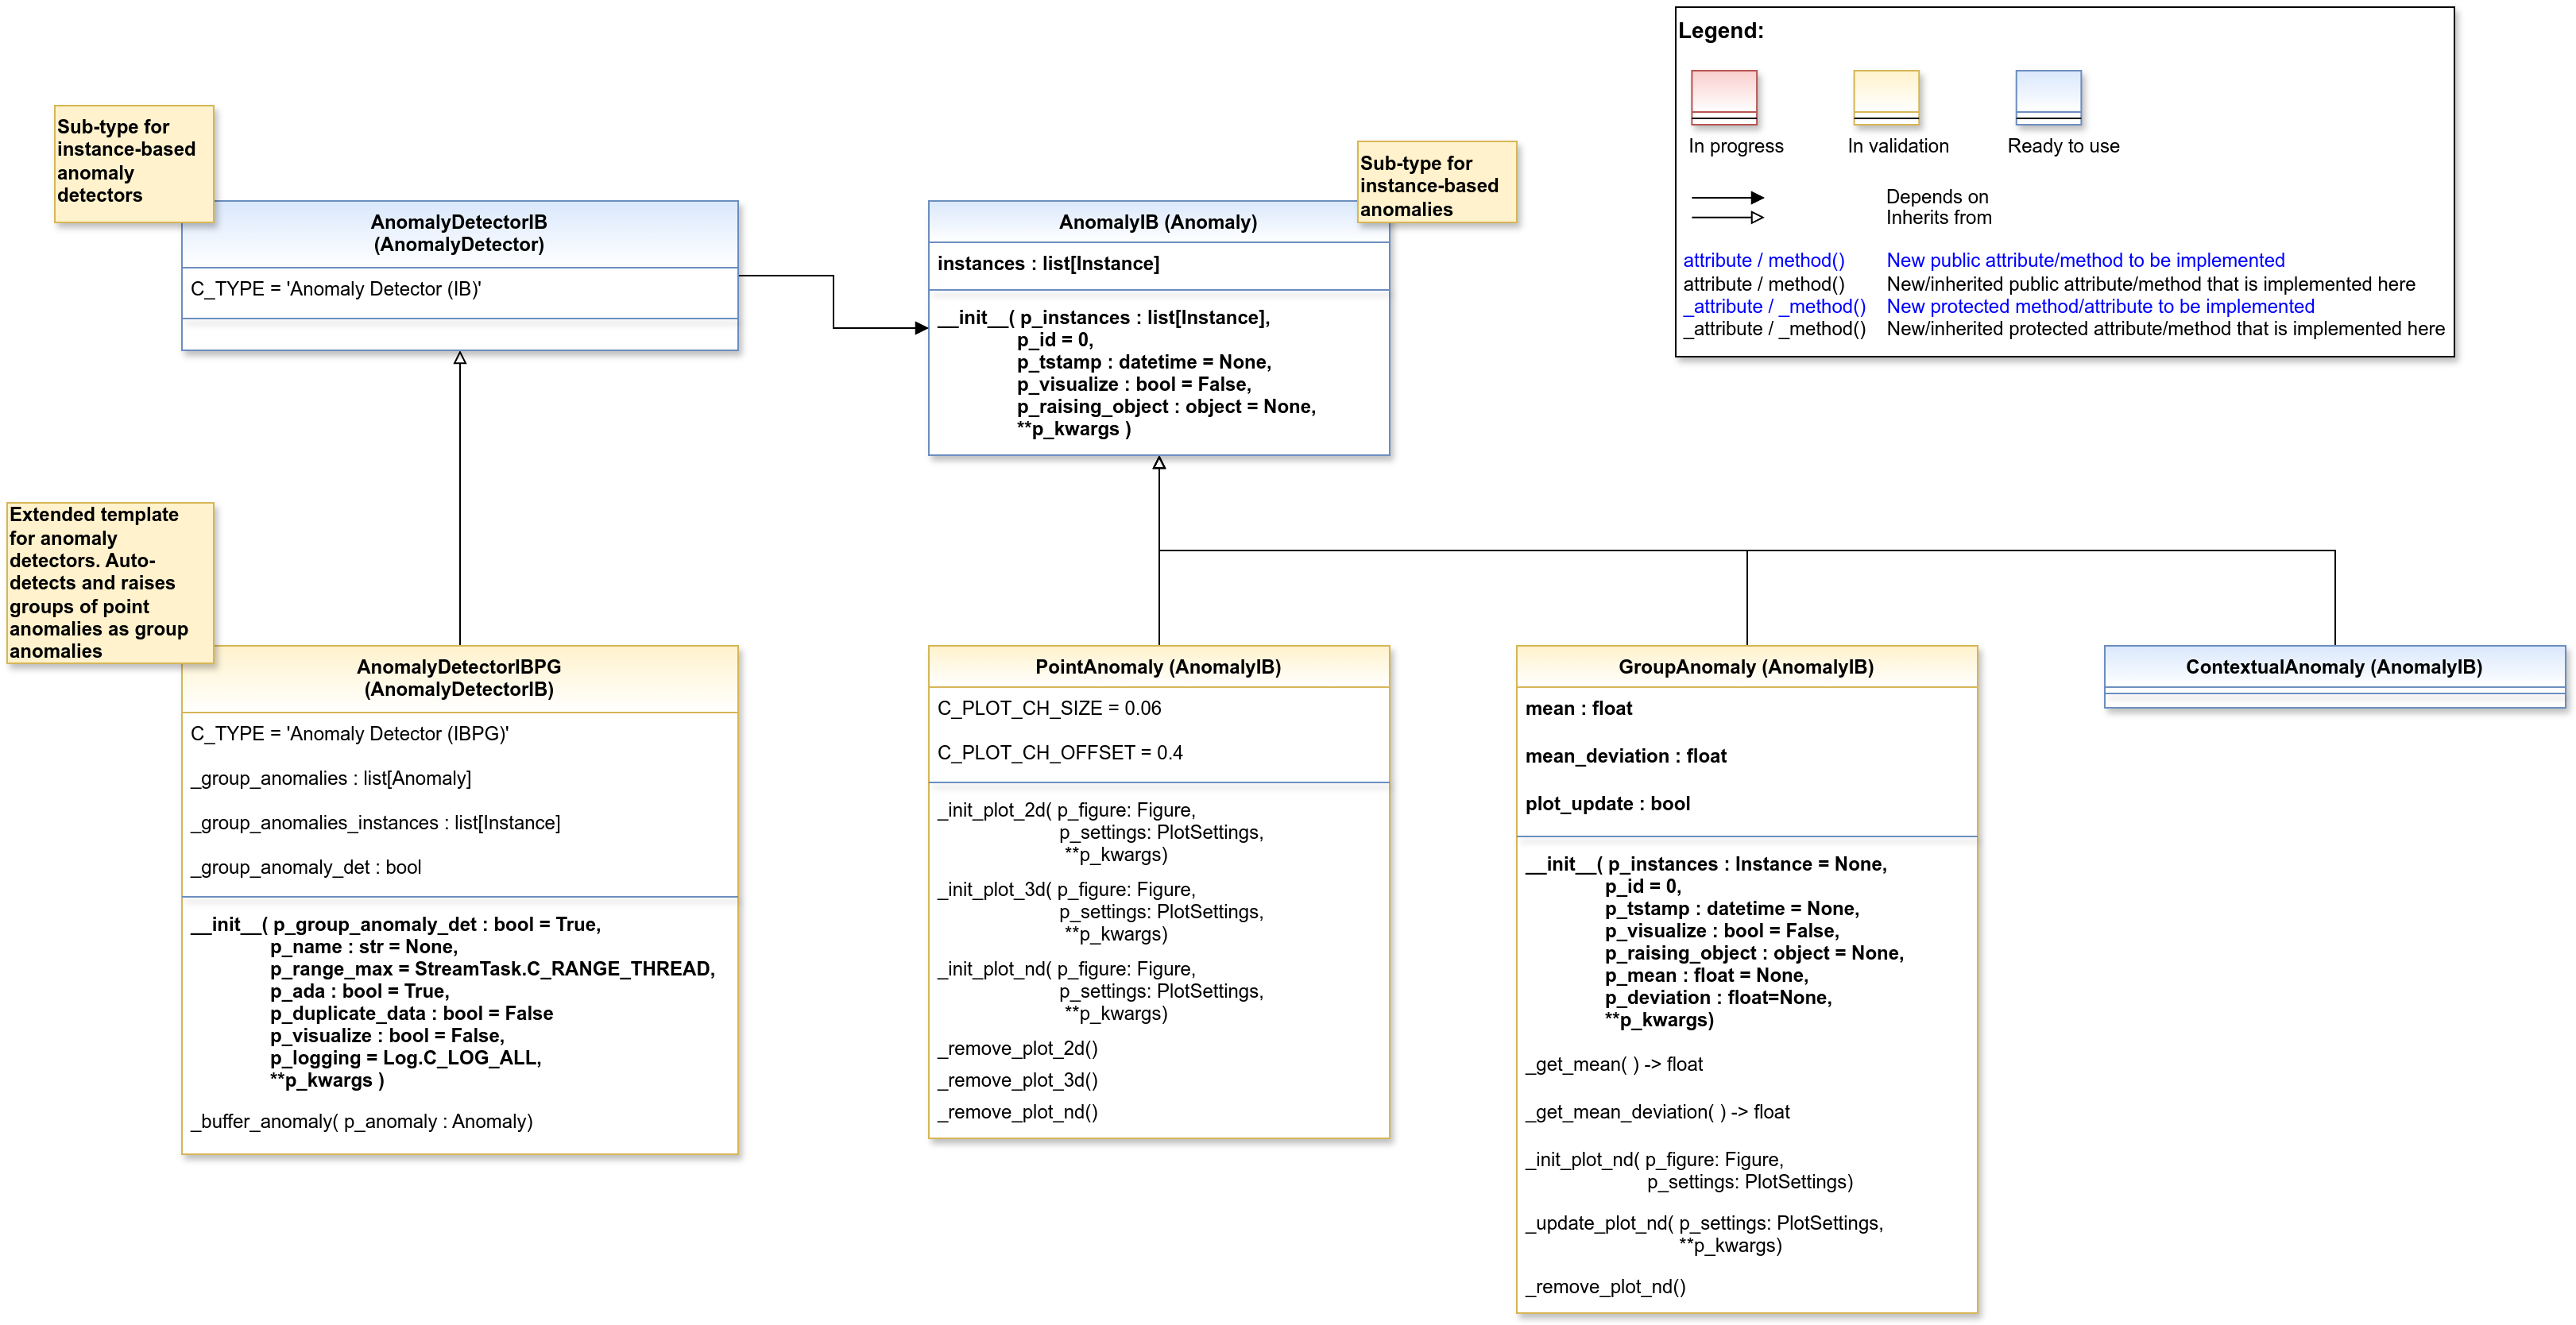 Legend:
In progress
In validation
Ready to use
Depends on
Inherits from
attribute / method() New public attribute/method to be implemented
attribute / method() New/inherited public attribute/method that is implemented here
_attribute / _method() New protected method/attribute to be implemented
_attribute / _method() New/inherited protected attribute/method that is implemented here
Sub-type for
instance-based
anomaly
detectors
AnomalyDetectorIB
(AnomalyDetector)
C_TYPE = 'Anomaly Detector (IB)'
Sub-type for
instance-based
anomalies
AnomalyIB (Anomaly)
instances : list[Instance]
__init__( p_instances : list[Instance],
p_id = 0,
p_tstamp : datetime = None,
p_visualize : bool = False,
p_raising_object : object = None,
**p_kwargs )
Extended template
for anomaly
detectors. Auto-
detects and raises
groups of point
anomalies as group
anomalies
AnomalyDetectorIBPG
(AnomalyDetectorIB)
C_TYPE = 'Anomaly Detector (IBPG)'
_group_anomalies : list[Anomaly]
_group_anomalies_instances : list[Instance]
_group_anomaly_det : bool
__init__( p_group_anomaly_det : bool = True,
p_name : str = None,
p_range_max = StreamTask.C_RANGE_THREAD,
p_ada : bool = True,
p_duplicate_data : bool = False
p_visualize : bool = False,
p_logging = Log.C_LOG_ALL,
**p_kwargs )
_buffer_anomaly( p_anomaly : Anomaly)
PointAnomaly (AnomalyIB)
C_PLOT_CH_SIZE = 0.06
C_PLOT_CH_OFFSET = 0.4
_init_plot_2d( p_figure: Figure,
p_settings: PlotSettings,
**p_kwargs)
_init_plot_3d( p_figure: Figure,
p_settings: PlotSettings,
**p_kwargs)
_init_plot_nd( p_figure: Figure,
p_settings: PlotSettings,
**p_kwargs)
_remove_plot_2d()
_remove_plot_3d()
_remove_plot_nd()
GroupAnomaly (AnomalyIB)
mean : float
mean_deviation : float
plot_update : bool
__init__( p_instances : Instance = None,
p_id = 0,
p_tstamp : datetime = None,
p_visualize : bool = False,
p_raising_object : object = None,
p_mean : float = None,
p_deviation : float=None,
**p_kwargs)
_get_mean( ) -> float
_get_mean_deviation( ) -> float
_init_plot_nd( p_figure: Figure,
p_settings: PlotSettings)
_update_plot_nd( p_settings: PlotSettings,
**p_kwargs)
_remove_plot_nd()
ContextualAnomaly (AnomalyIB)